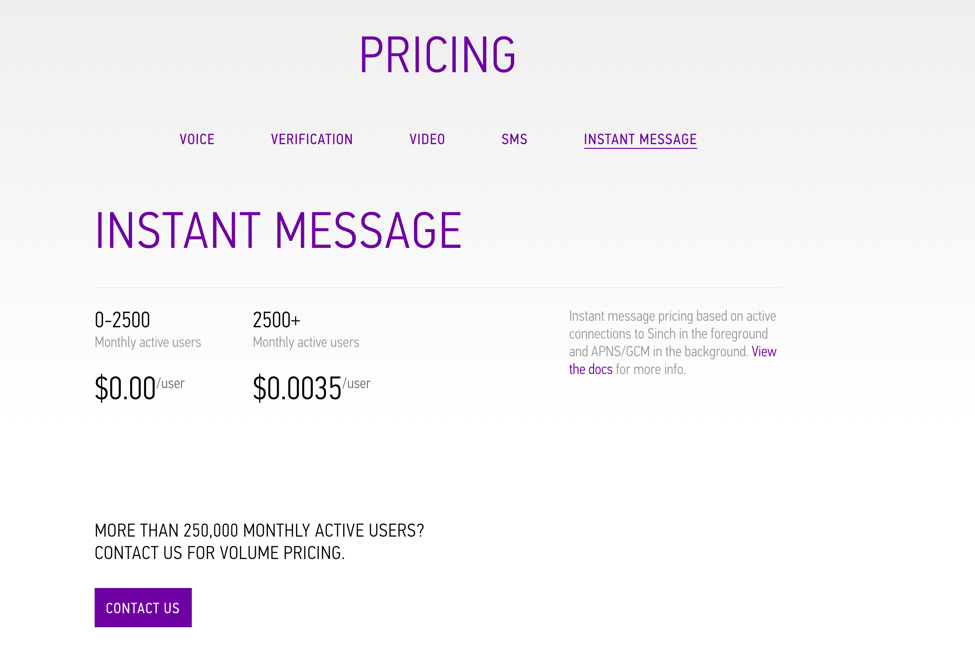 PRICING
VOICE VERIFICATION VIDEO SMS INSTANT MESSAGE
INSTANT MESSAGE
0-2500
Monthly active users
$0.00/user
2500+
Monthly active users
$0.0035/user
Instant message pricing based on active
connections to Sinch in the foreground
and APNS/GCM in the background. View
the docs for more info.
MORE THAN 250,000 MONTHLY ACTIVE USERS?
CONTACT US FOR VOLUME PRICING.
CONTACT US